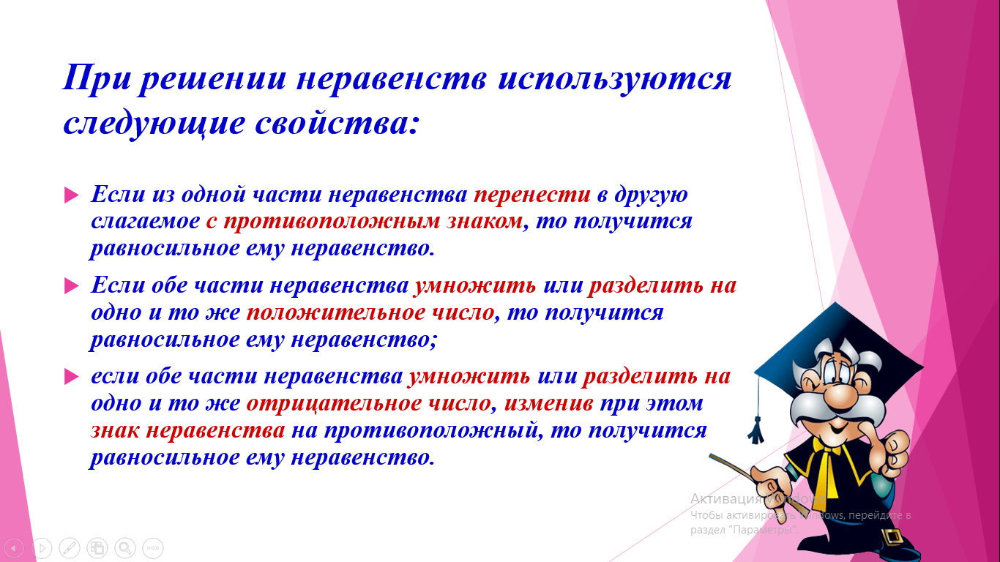 При решении неравенств используются
следующие свойства:
Если из одной части неравенства перенести в другую
слагаемое с противоположным знаком, то получится
равносильное ему неравенство.
Если обе части неравенства умножить или разделить на
одно и то же положительное число, то получится
равносильное ему неравенство;
если обе части неравенства умножить или разделить на
одно и то же отрицательное число, изменив при этом
знак неравенства на противоположный, то получится
равносильное ему неравенство.
Активация Windows
Чтобы активировать Windows, перейдите в
раздел "Параметры".